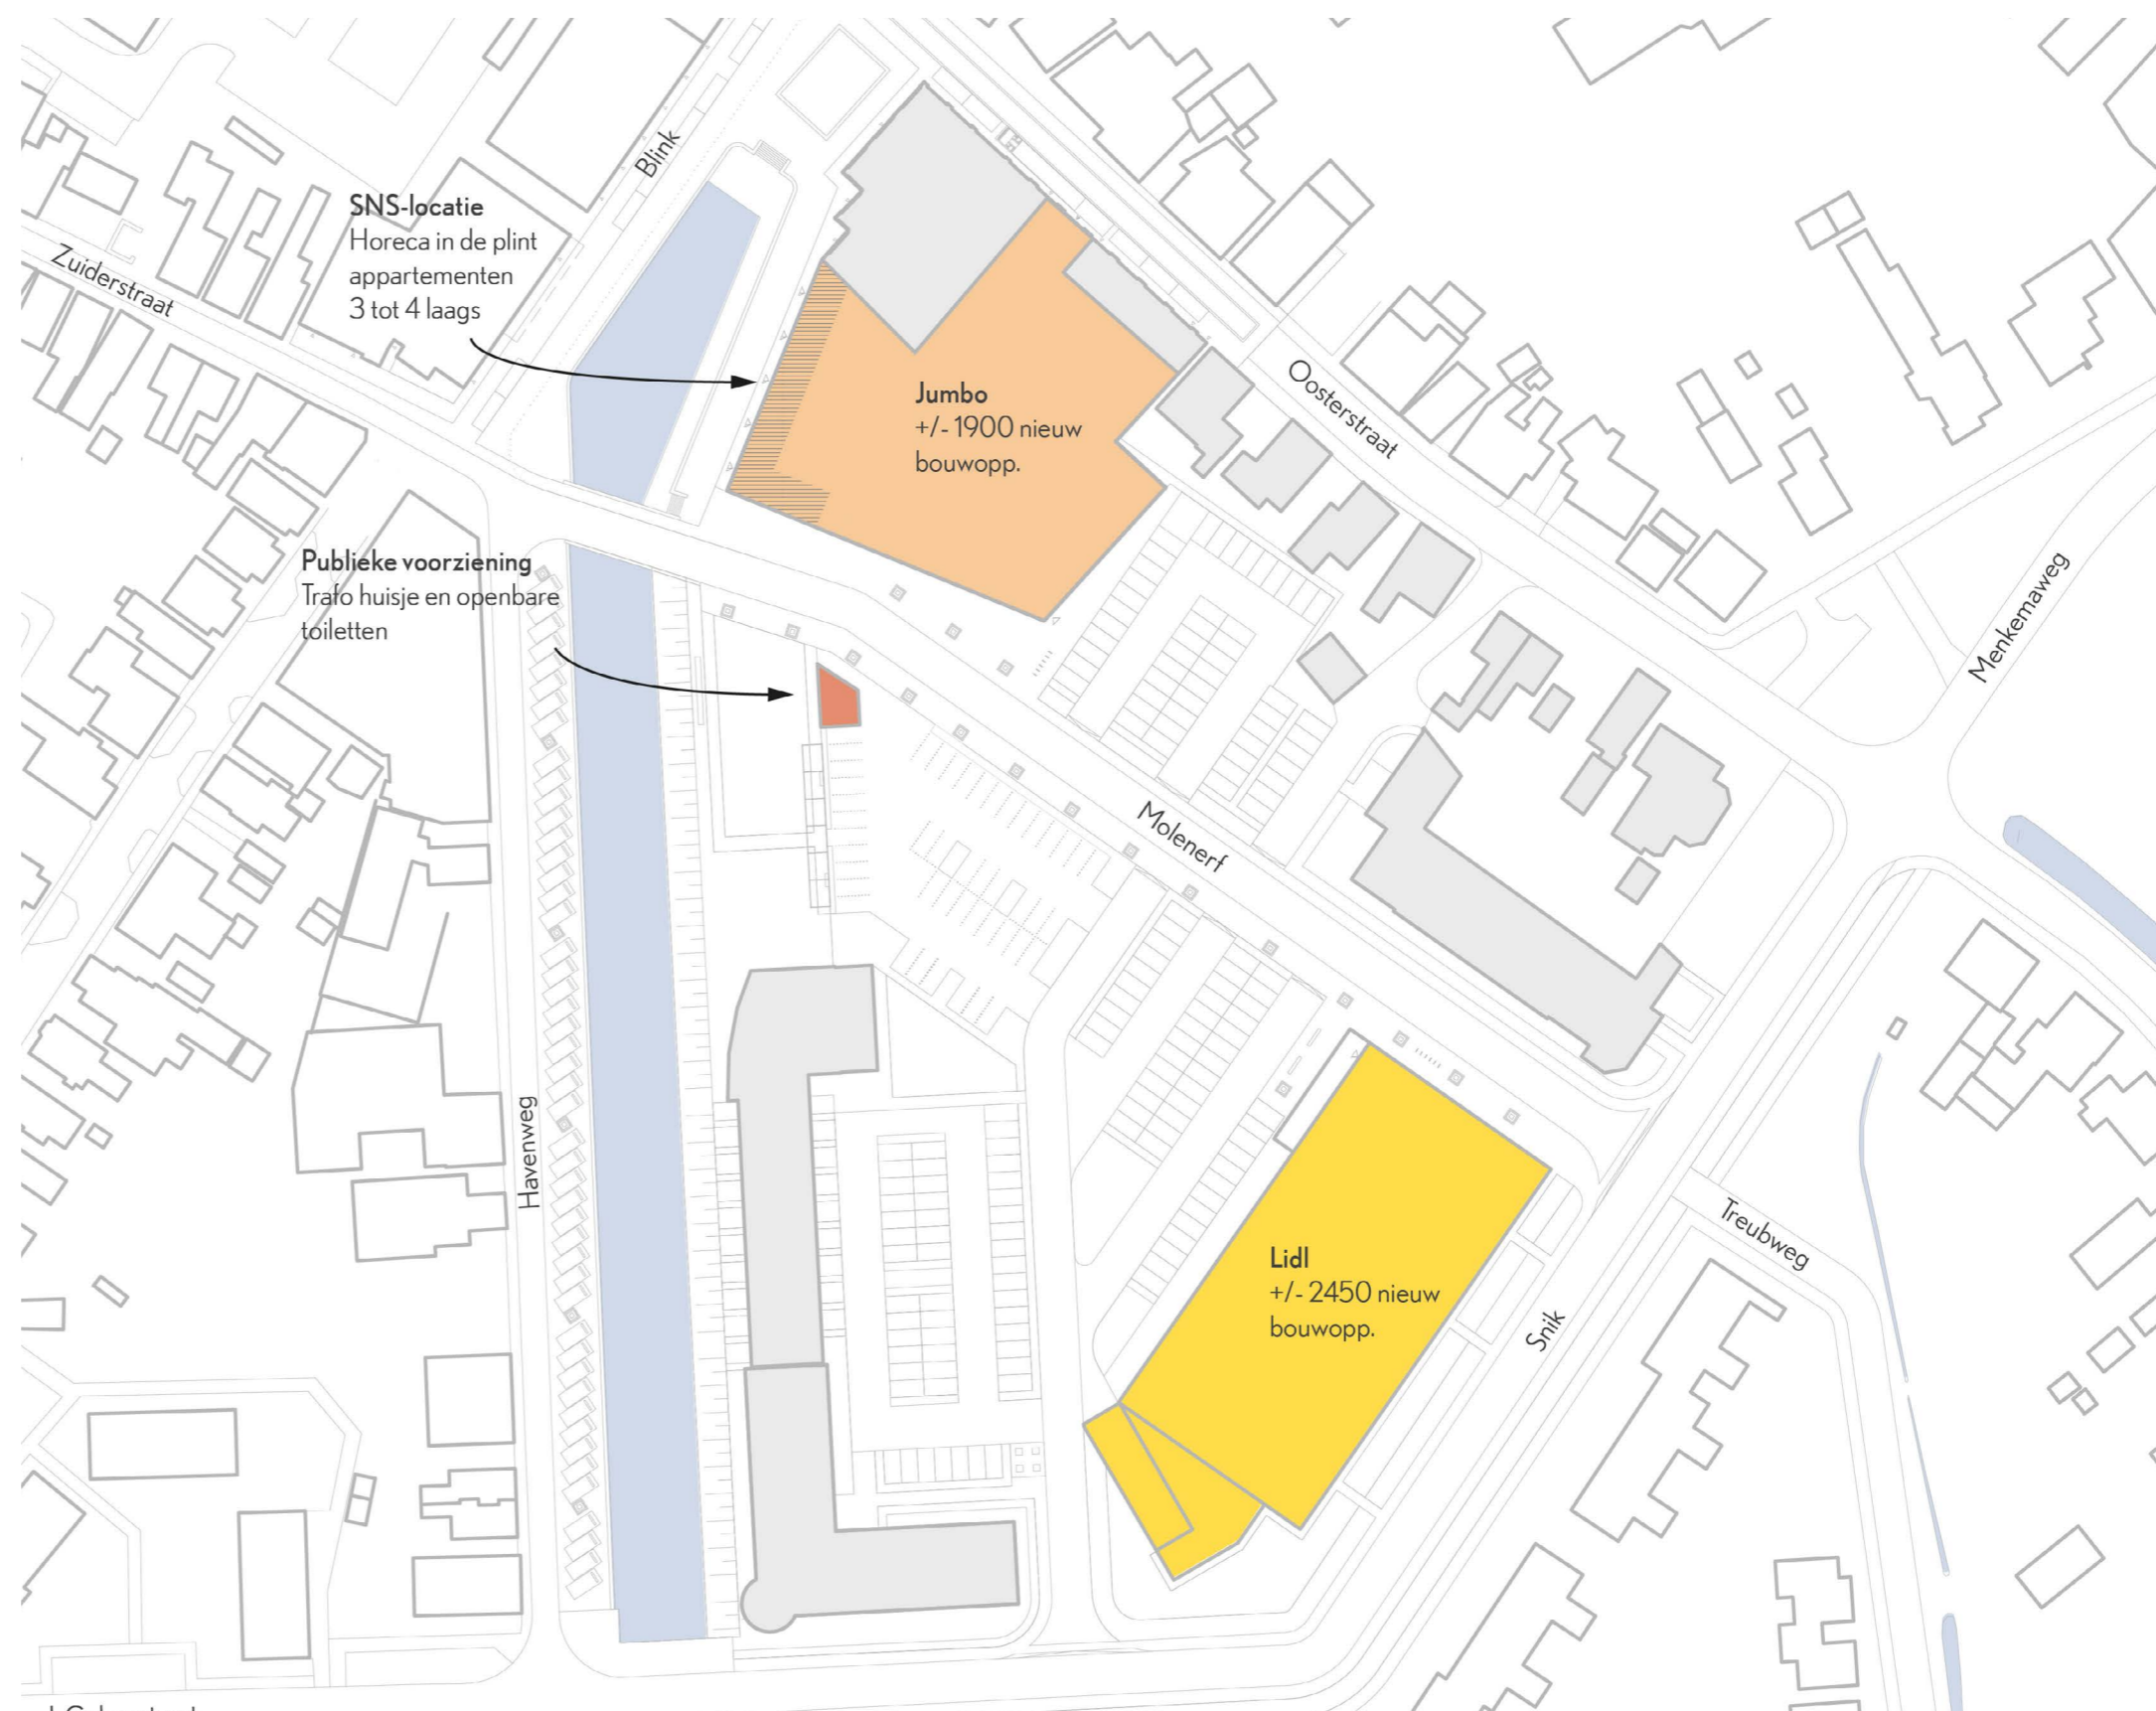 Blink
SNS-locatie
Horeca in de plint
appartementen
3 tot 4 laags
Zuiderstraat
Jumbo
+/- 1900 nieuw
bouwopp.
Oosterstraat
Publieke voorziening
Trafo huisje en openbare
toiletten
Menkemaweg
Molenerf
Havenweg
Treubweg
Lidl
+/- 2450 nieuw
bouwopp.
Snik